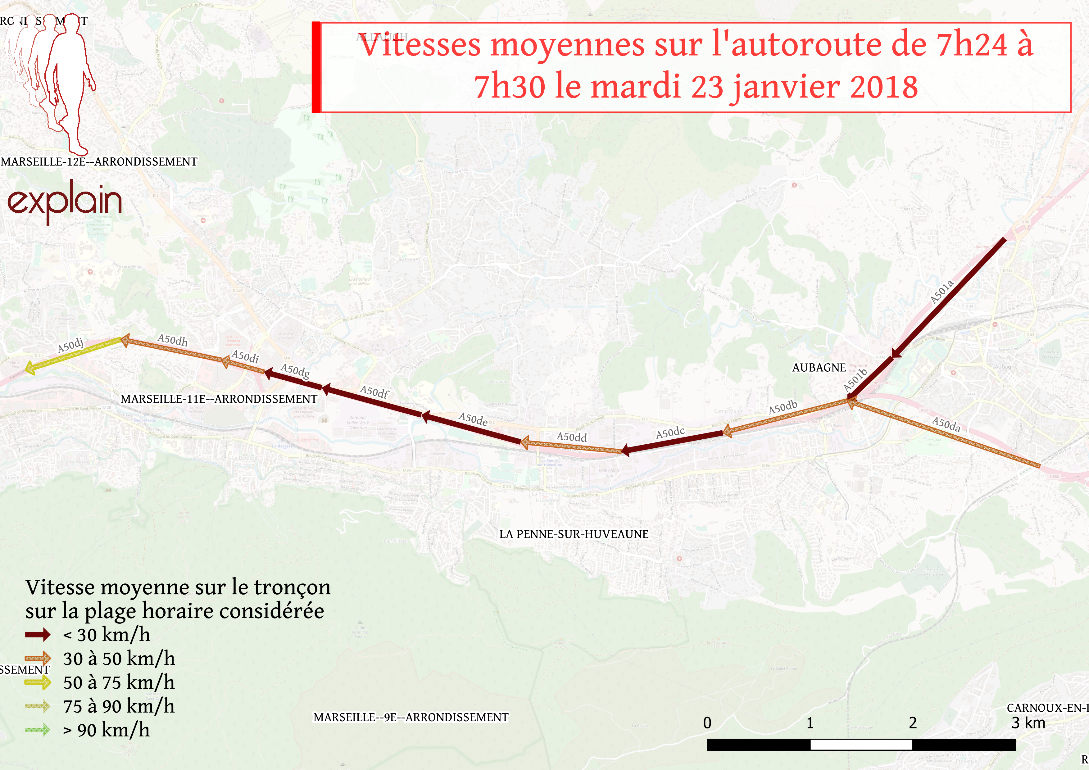 Vitesses moyennes sur l'autoroute de 7h24 à
7h30 le mardi 23 janvier 2018
MARSEILLE-12E--ARRONDISSEMENT
explain
A501a
A501b
AUBAGNE
A50dj
A50dh
A50di
A50dg
A50df
A50de
A50dd
A50dc
A50db
A50da
MARSEILLE-11E--ARRONDISSEMENT
LA PENNE-SUR-HUVEAUNE
Vitesse moyenne sur le tronçon
sur la plage horaire considérée
< 30 km/h
30 à 50 km/h
SSEMENT
50 à 75 km/h
75 à 90 km/h
> 90 km/h
MARSEILLE--9E--ARRONDISSEMENT
CARNOUX-EN-
0 1 2 3 km